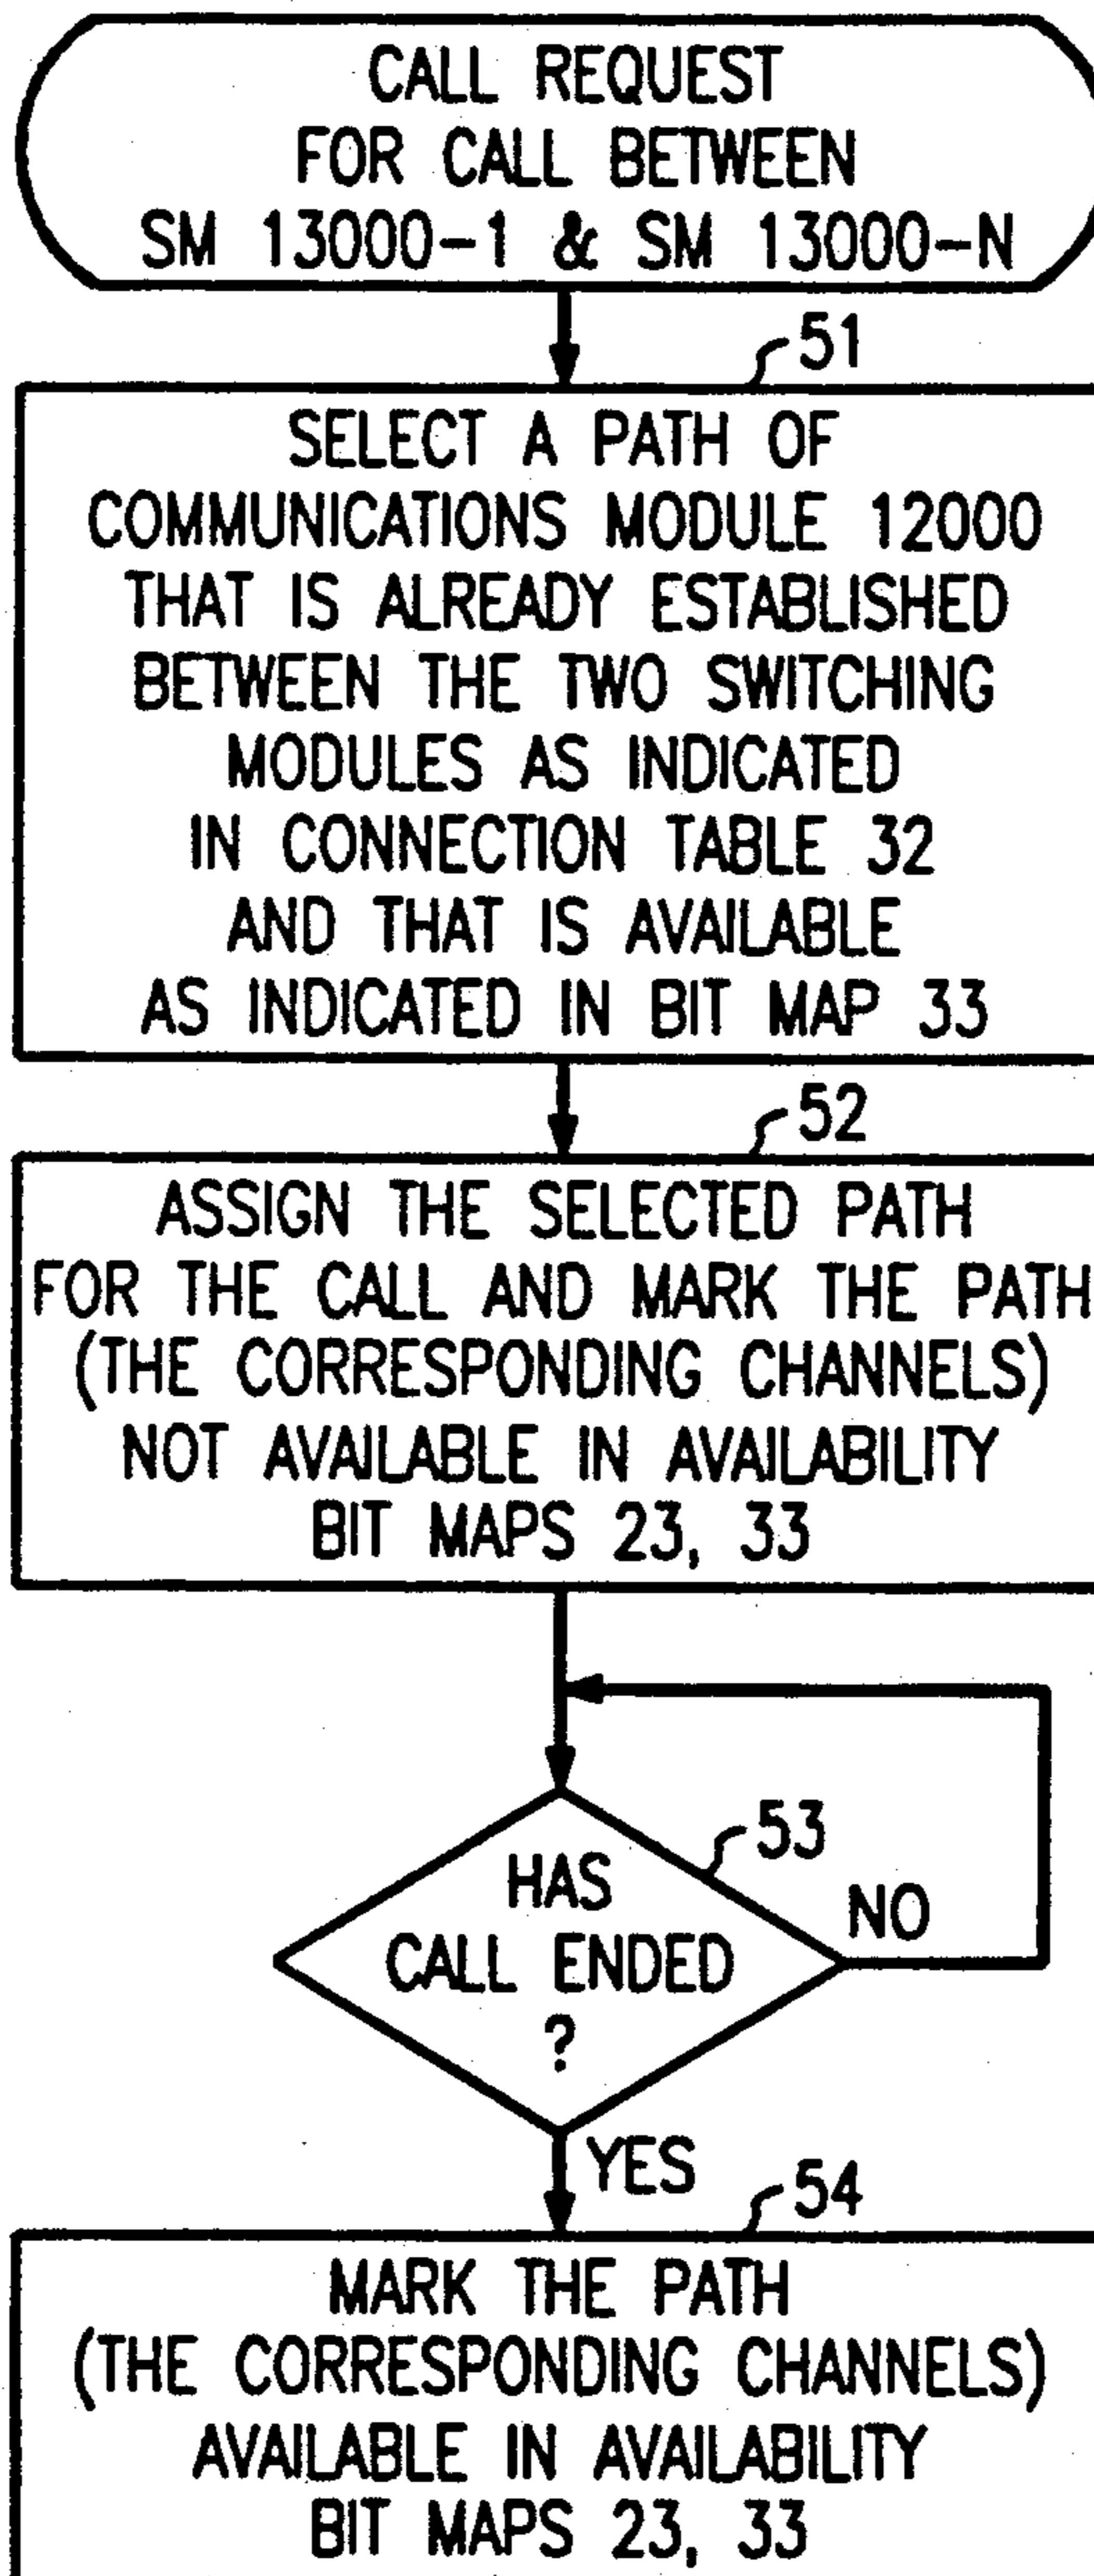 CALL REQUEST
FOR CALL BETWEEN
SM 13000-1 & SM 13000-N
51
SELECT A PATH OF
COMMUNICATIONS MODULE 12000
THAT IS ALREADY ESTABLISHED
BETWEEN THE TWO SWITCHING
MODULES AS INDICATED
IN CONNECTION TABLE 32
AND THAT IS AVAILABLE
AS INDICATED IN BIT MAP 33
52
ASSIGN THE SELECTED PATH
FOR THE CALL AND MARK THE PATH
(THE CORRESPONDING CHANNELS)
NOT AVAILABLE IN AVAILABILITY
BIT MAPS 23, 33
53
HAS
CALL ENDED
?
NO
YES
54
MARK THE PATH
(THE CORRESPONDING CHANNELS)
AVAILABLE IN AVAILABILITY
BIT MAPS 23, 33